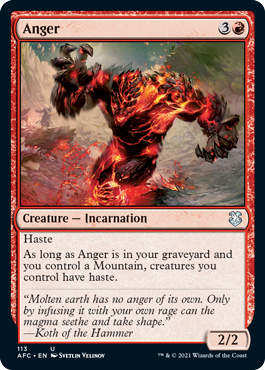 Anger 3
Creature — Incarnation
Haste
As long as Anger is in your graveyard and
you control a Mountain, creatures you
control have haste.
“Molten earth has no anger of its own. Only
by infusing it with your own rage can the
magma seethe and take shape.”
—Koth of the Hammer
2/2
113 U
AFC • EN Svetlin Velinov ™ & © 2021 Wizards of the Coast